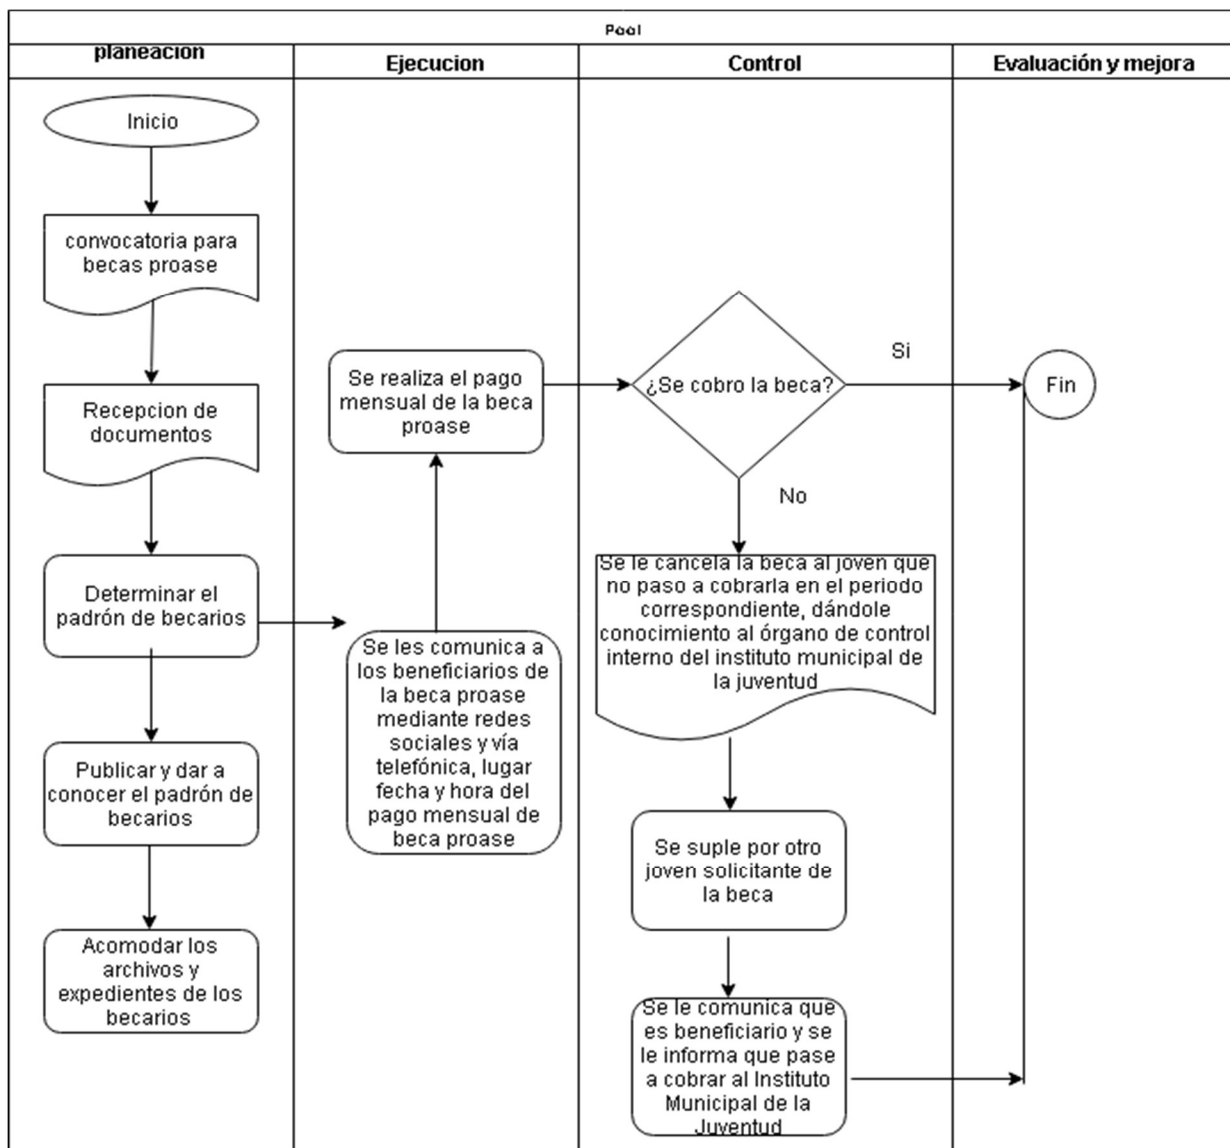 Pool
planeacion
Ejecucion
Control
Evaluación y mejora
Inicio
convocatoria para
becas proase
Recepcion de
documentos
Determinar el
padrón de becarios
Publicar y dar a
conocer el padrón de
becarios
Acomodar los
archivos y
expedientes de los
becarios
Se realiza el pago
mensual de la beca
proase
Se les comunica a
los beneficiarios de
la beca proase
mediante redes
sociales y vía
telefónica, lugar
fecha y hora del
pago mensual de
beca proase
¿Se cobro la beca?
Si
No
Se le cancela la beca al joven que
no paso a cobrarla en el periodo
correspondiente, dándole
conocimiento al órgano de control
interno del instituto municipal de
la juventud
Se suple por otro
joven solicitante de
la beca
Se le comunica que
es beneficiario y se
le informa que pase
a cobrar al Instituto
Municipal de la
Juventud
Fin